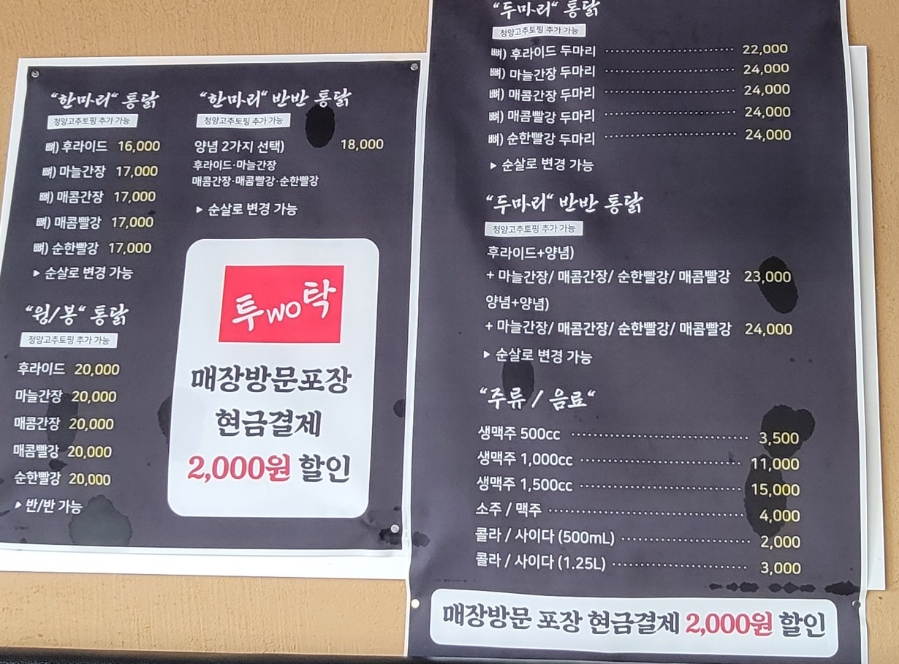 "한마리" 통닭
청양고추토핑 추가 가능
뼈) 후라이드 16,000
뼈) 마늘간장 17,000
뼈) 매콤간장 17,000
뼈) 매콤빨강 17,000
뼈) 순한빨강 17,000
▸ 순살로 변경 가능
"윙/봉" 통닭
청양고추토핑 추가 가능
후라이드 20,000
마늘간장 20,000
매콤간장 20,000
매콤빨강 20,000
순한빨강 20,000
▸ 반/반 가능
"한마리" 반반 통닭
청양고추토핑 추가 가능
양념 2가지 선택) 18,000
후라이드·마늘간장
매콤간장·매콤빨강·순한빨강
▸ 순살로 변경 가능
투wo탁
매장방문포장
현금결제
2,000원 할인
"두마리" 통닭
청양고추토핑 추가 가능
뼈) 후라이드 두마리 22,000
뼈) 마늘간장 두마리 24,000
뼈) 매콤간장 두마리 24,000
뼈) 매콤빨강 두마리 24,000
뼈) 순한빨강 두마리 24,000
▸ 순살로 변경 가능
"두마리" 반반 통닭
청양고추토핑 추가 가능
후라이드+양념)
+ 마늘간장/ 매콤간장/ 순한빨강/ 매콤빨강 23,000
양념+양념)
+ 마늘간장/ 매콤간장/ 순한빨강/ 매콤빨강 24,000
▸ 순살로 변경 가능
"주류 / 음료"
생맥주 500cc 3,500
생맥주 1,000cc 11,000
생맥주 1,500cc 15,000
소주 / 맥주 4,000
콜라 / 사이다 (500mL) 2,000
콜라 / 사이다 (1.25L) 3,000
매장방문 포장 현금결제 2,000원 할인